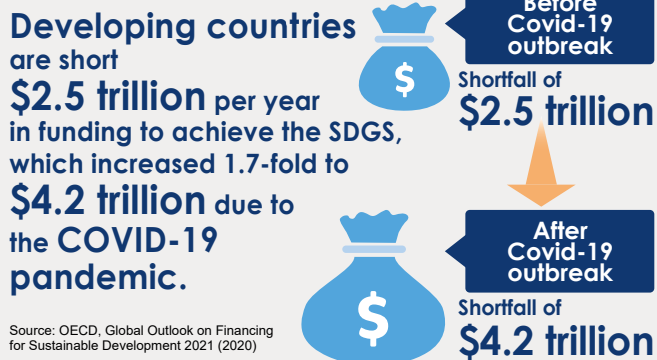 Developing countries
are short
$2.5 trillion per year
in funding to achieve the SDGS,
which increased 1.7-fold to
$4.2 trillion due to
the COVID-19
pandemic.
Source: OECD, Global Outlook on Financing
for Sustainable Development 2021 (2020)
$
Before
Covid-19
outbreak
Shortfall of
$2.5 trillion
$
After
Covid-19
outbreak
Shortfall of
$4.2 trillion